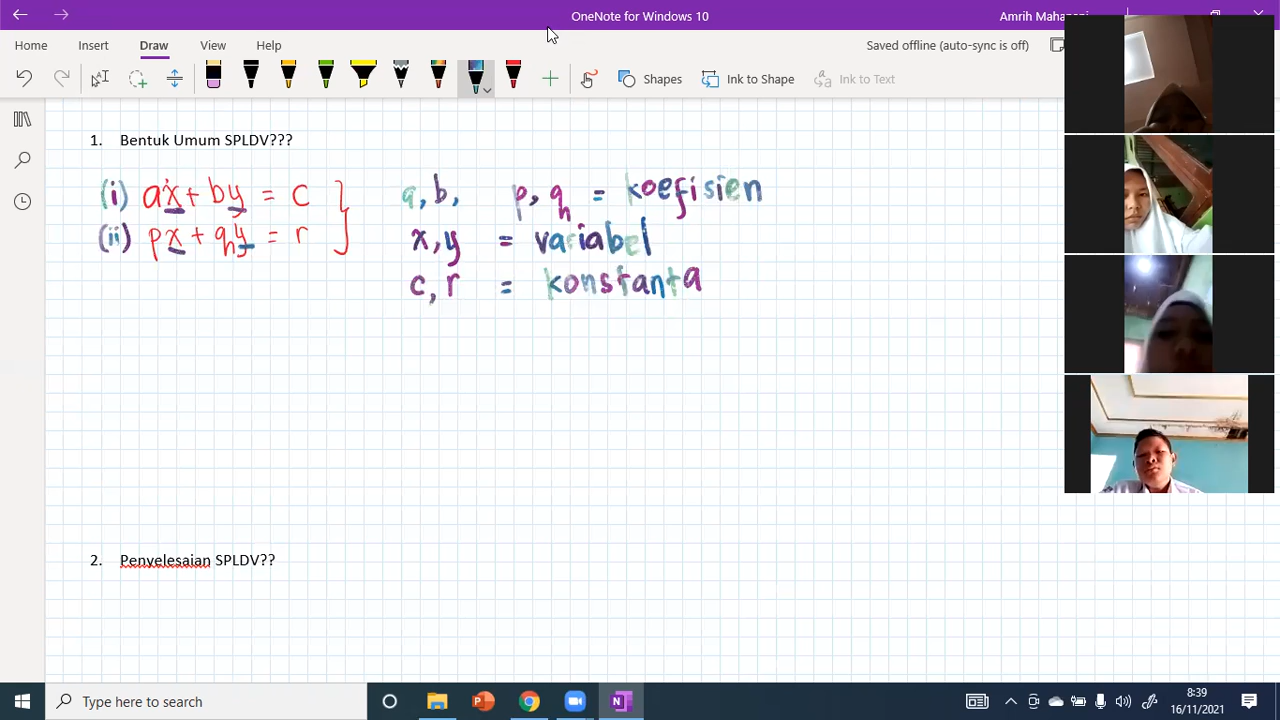 OneNote for Windows 10
Home Insert Draw View Help
Saved offline (auto-sync is off)
Shapes Ink to Shape Ink to Text
1. Bentuk Umum SPLDV???
(i) ax + by = c
(ii) px + qy = r
a, b, p, q = koefisien
x, y = variabel
c, r = konstanta
2. Penyelesaian SPLDV??
Type here to search
8:39
16/11/2021